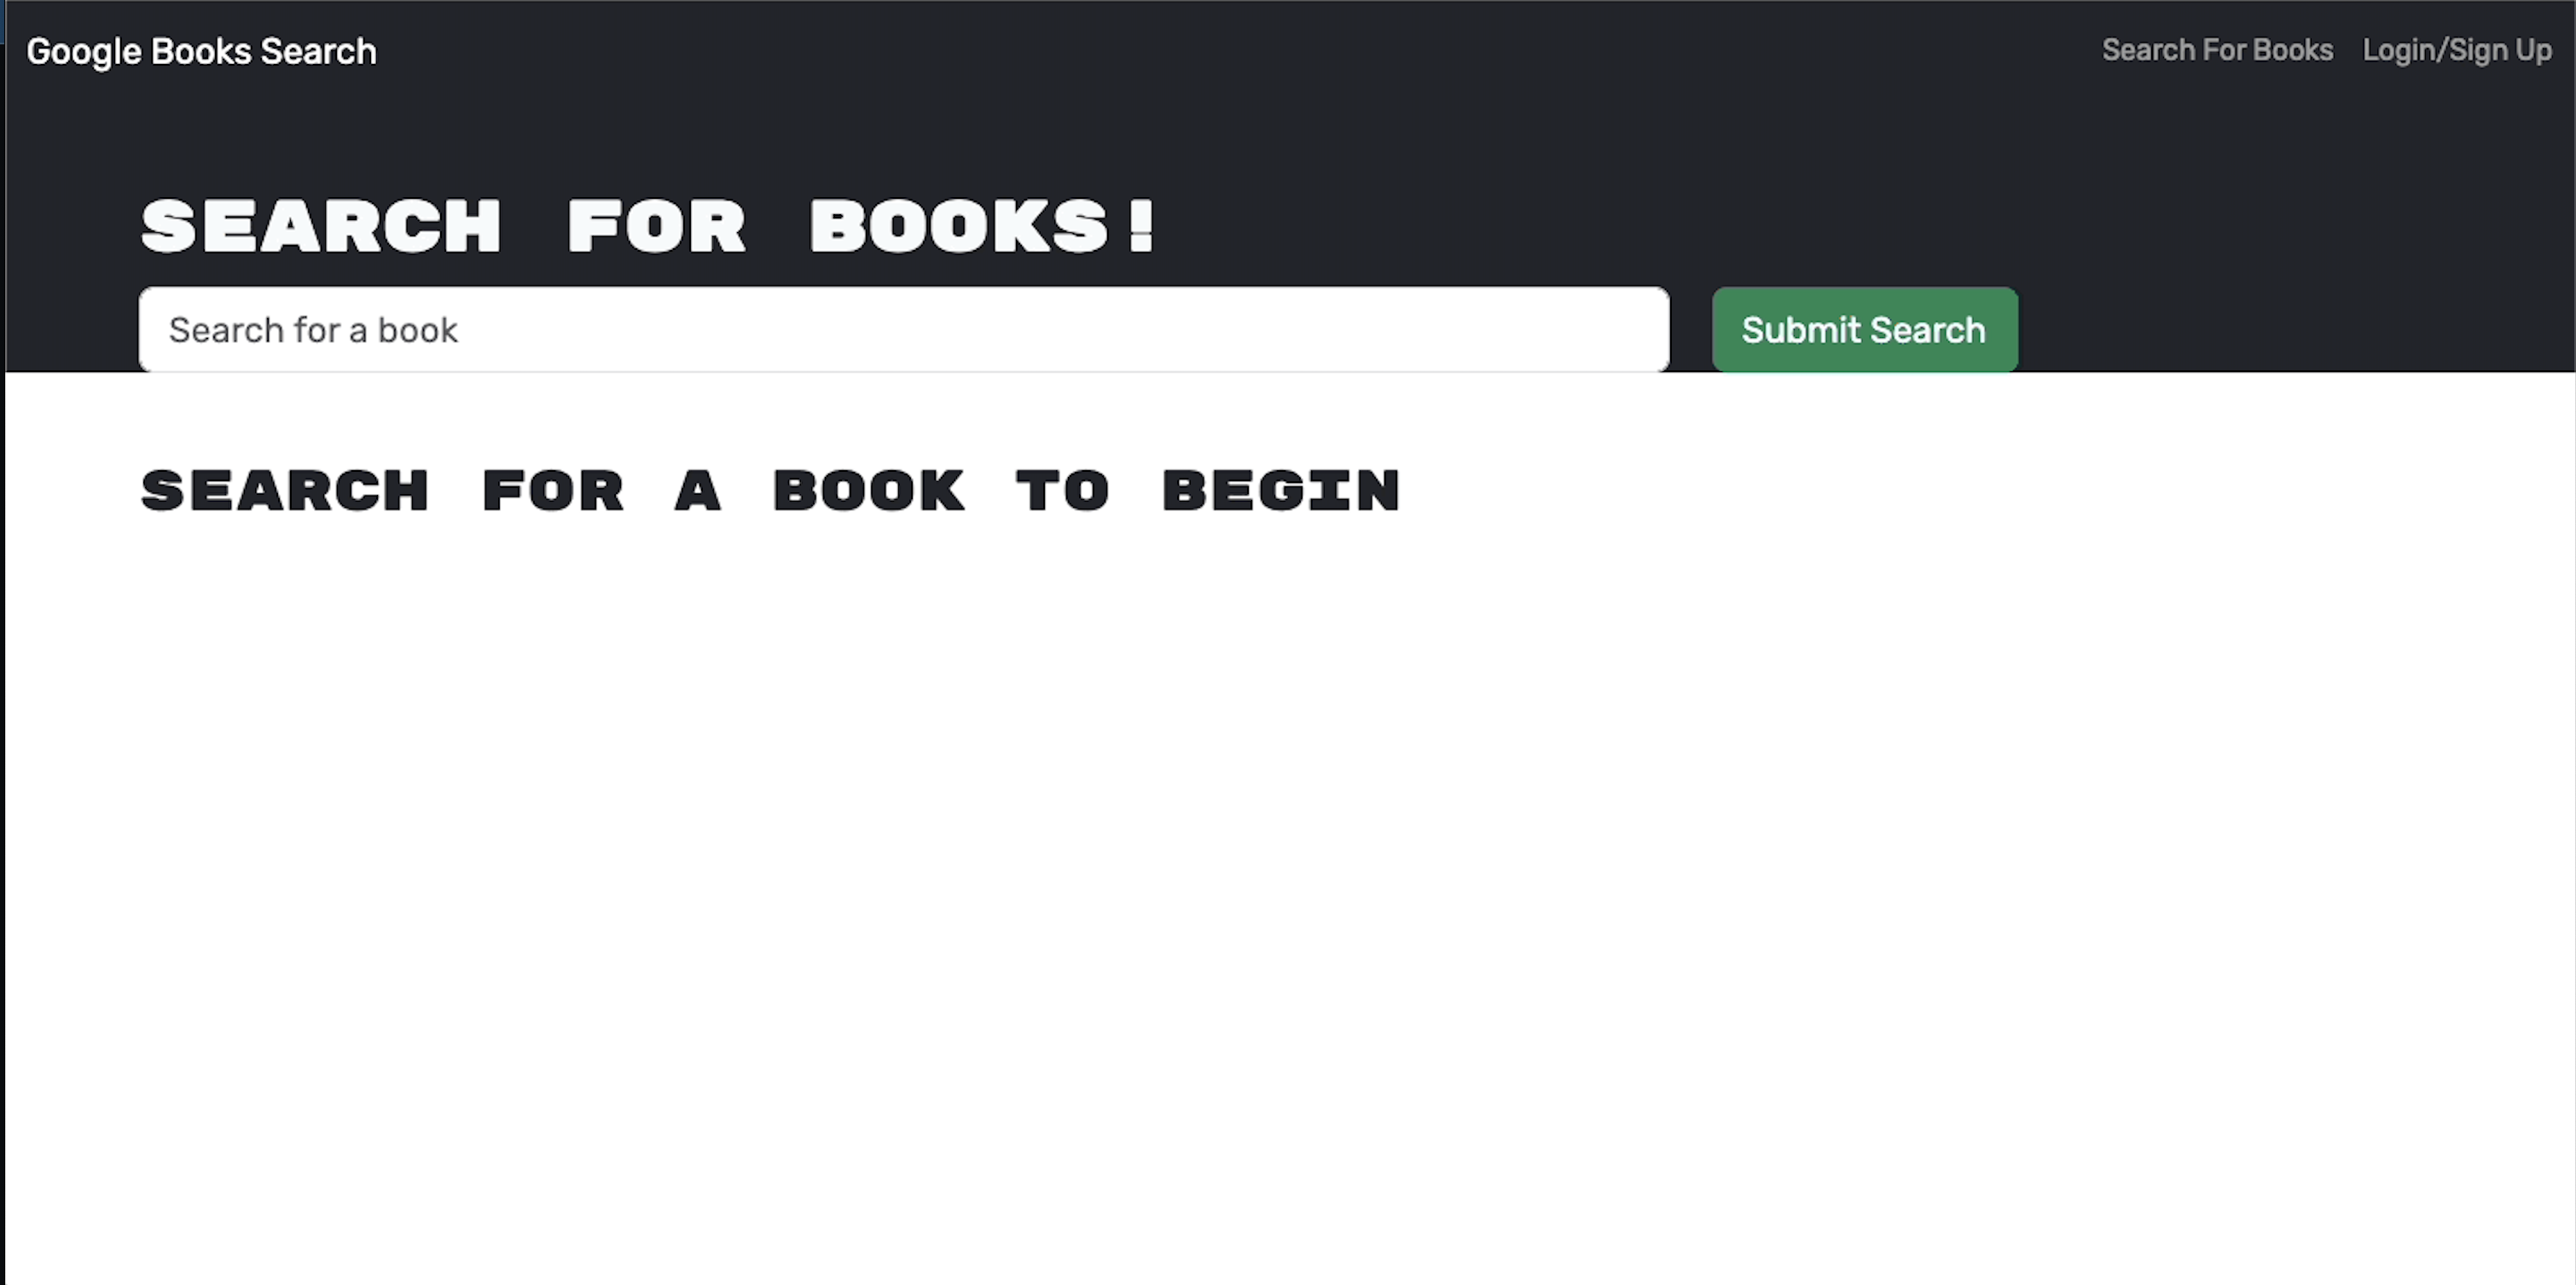 Google Books Search
Search For Books
Login/Sign Up
SEARCH FOR BOOKS!
Search for a book
Submit Search
SEARCH FOR A BOOK TO BEGIN